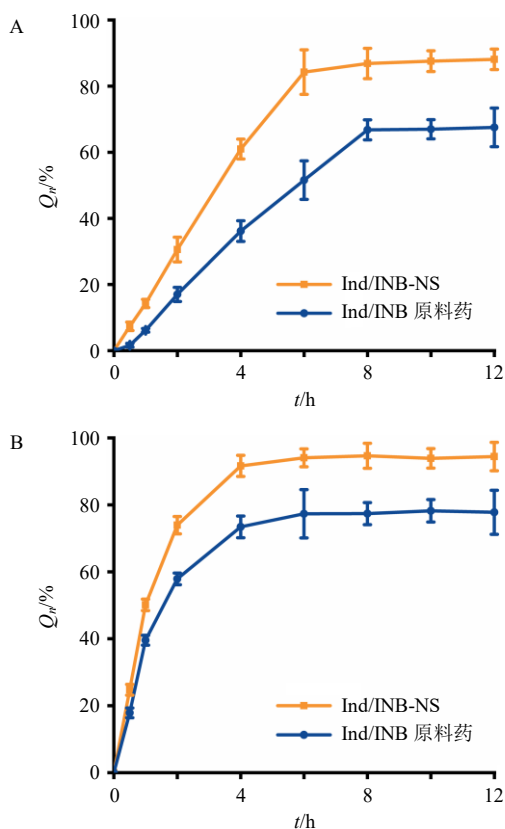 A
100
80
60
40
20
0
Qn/%
Ind/INB-NS
Ind/INB 原料药
0 4 8 12
t/h
B
100
80
60
40
20
0
Qn/%
Ind/INB-NS
Ind/INB 原料药
0 4 8 12
t/h